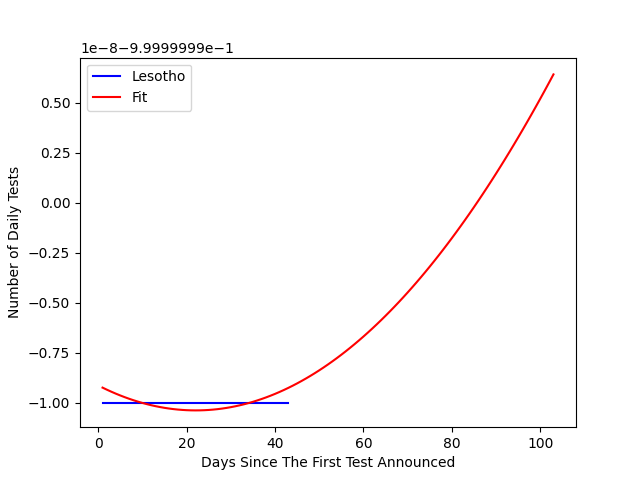 1e−8−9.9999999e−1
Lesotho
Fit
Number of Daily Tests
0.50
0.25
0.00
−0.25
−0.50
−0.75
−1.00
0 20 40 60 80 100
Days Since The First Test Announced